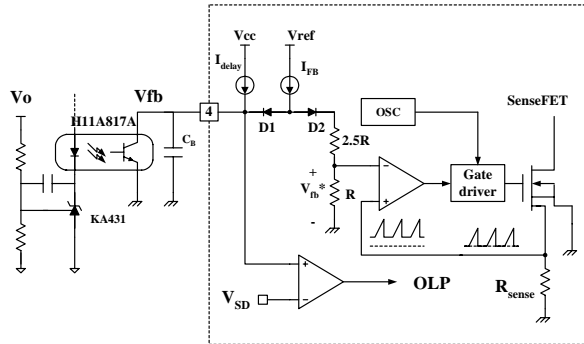 Vcc
Vref
Idelay
IFB
Vo
Vfb
H11A817A
4
D1
D2
CB
2.5R
OSC
SenseFET
+
Vfb*
-
R
−
+
Gate
driver
KA431
VSD
+
−
OLP
Rsense